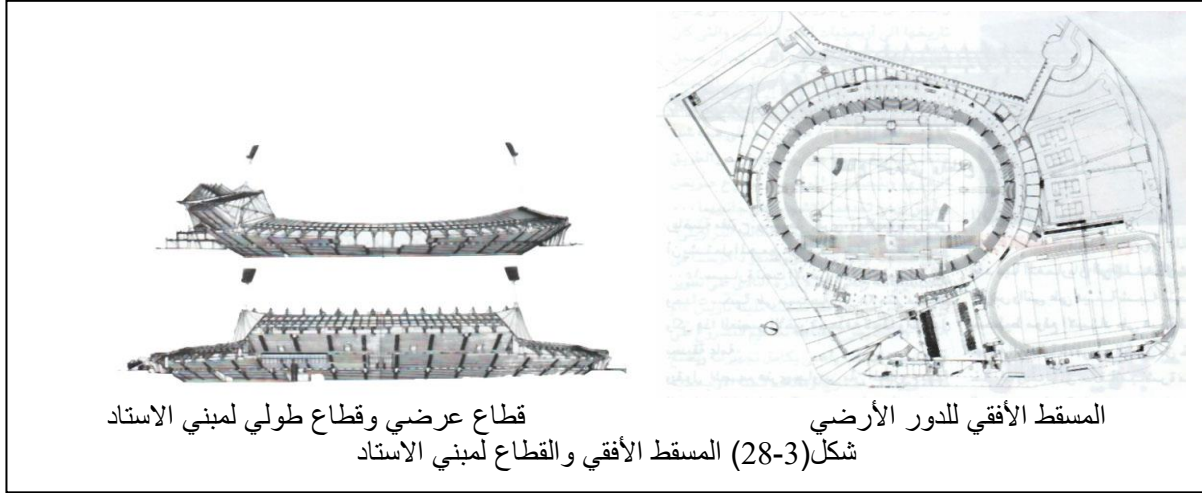 المسقط الأفقي للدور الأرضي
قطاع عرضي وقطاع طولي لمبني الاستاد
شكل(3-28) المسقط الأفقي والقطاع لمبني الاستاد